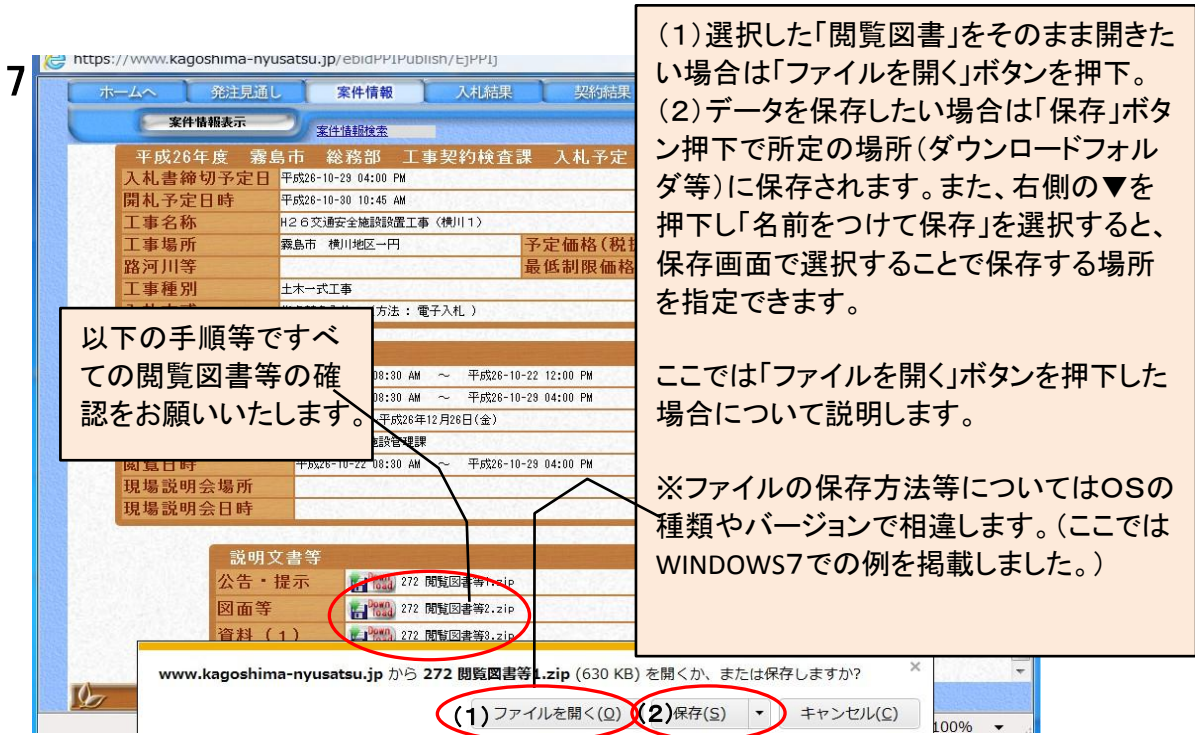 7
https://www.kagoshima-nyusatsu.jp/ebidPPIPublish/EjPPIj
ホームへ 発注見通し 案件情報 入札結果 契約結果
案件情報表示 案件情報検索
平成26年度 霧島市 総務部 工事契約検査課 入札予定
入札書締切予定日 平成26-10-29 04:00 PM
開札予定日時 平成26-10-30 10:45 AM
工事名称 H26交通安全施設設置工事（横川1）
工事場所 霧島市 横川地区一円 予定価格(税抜
路河川等 最低制限価格
工事種別 土木一式工事
方法 : 電子入札 )
08:30 AM ～ 平成26-10-22 12:00 PM
08:30 AM ～ 平成26-10-29 04:00 PM
平成26年12月26日(金)
施設管理課
閲覧日時 平成26-10-22 08:30 AM ～ 平成26-10-29 04:00 PM
現場説明会場所
現場説明会日時
説明文書等
公告・提示 Down load 272 閲覧図書等1.zip
図面等 Down load 272 閲覧図書等2.zip
資料（1） Down load 272 閲覧図書等3.zip
以下の手順等ですべ
ての閲覧図書等の確
認をお願いいたします。
（1）選択した「閲覧図書」をそのまま開きた
い場合は「ファイルを開く」ボタンを押下。
（2）データを保存したい場合は「保存」ボタ
ン押下で所定の場所（ダウンロードフォル
ダ等）に保存されます。また、右側の▼を
押下し「名前をつけて保存」を選択すると、
保存画面で選択することで保存する場所
を指定できます。
ここでは「ファイルを開く」ボタンを押下した
場合について説明します。
※ファイルの保存方法等についてはOSの
種類やバージョンで相違します。（ここでは
WINDOWS7での例を掲載しました。）
www.kagoshima-nyusatsu.jp から 272 閲覧図書等1.zip (630 KB) を開くか、または保存しますか? ×
(1) ファイルを開く(O) (2) 保存(S) ▼ キャンセル(C)
100% ▼